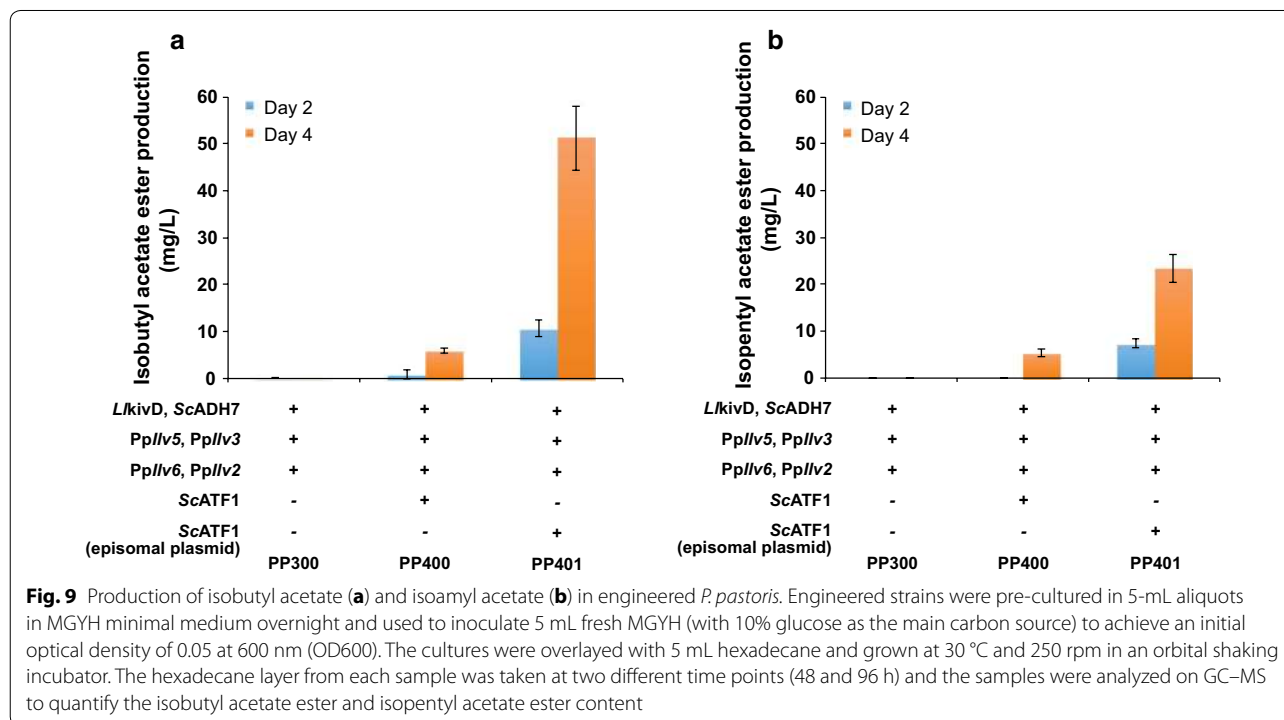 a
Isobutyl acetate ester production
(mg/L)
Day 2
Day 4
60
50
40
30
20
10
0
LlkivD, ScADH7 + + +
PpIlv5, PpIlv3 + + +
PpIlv6, PpIlv2 + + +
ScATF1 - + -
ScATF1
(episomal plasmid) - - +
PP300 PP400 PP401
b
Isopentyl acetate ester production
(mg/L)
Day 2
Day 4
60
50
40
30
20
10
0
LlkivD, ScADH7 + + +
PpIlv5, PpIlv3 + + +
PpIlv6, PpIlv2 + + +
ScATF1 - + -
ScATF1
(episomal plasmid) - - +
PP300 PP400 PP401
Fig. 9 Production of isobutyl acetate (a) and isoamyl acetate (b) in engineered P. pastoris. Engineered strains were pre-cultured in 5-mL aliquots
in MGYH minimal medium overnight and used to inoculate 5 mL fresh MGYH (with 10% glucose as the main carbon source) to achieve an initial
optical density of 0.05 at 600 nm (OD600). The cultures were overlayed with 5 mL hexadecane and grown at 30 °C and 250 rpm in an orbital shaking
incubator. The hexadecane layer from each sample was taken at two different time points (48 and 96 h) and the samples were analyzed on GC–MS
to quantify the isobutyl acetate ester and isopentyl acetate ester content